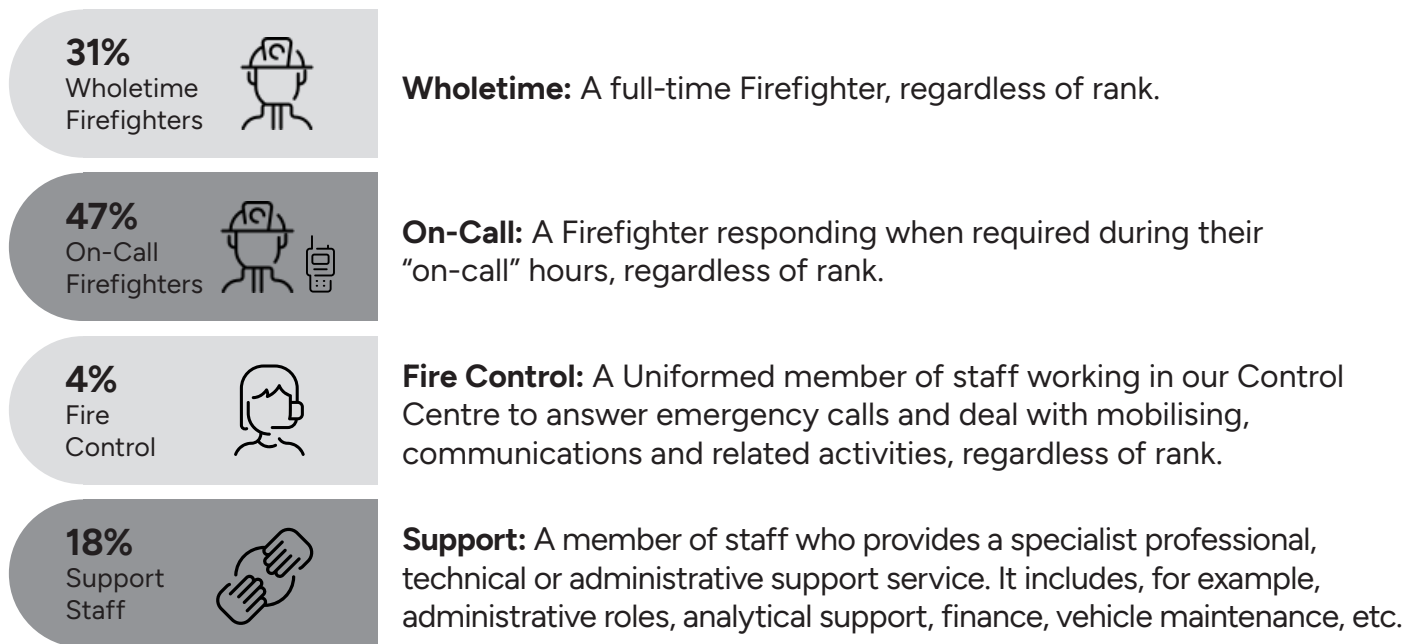 31%
Wholetime
Firefighters
Wholetime: A full-time Firefighter, regardless of rank.
47%
On-Call
Firefighters
On-Call: A Firefighter responding when required during their
“on-call” hours, regardless of rank.
4%
Fire
Control
Fire Control: A Uniformed member of staff working in our Control
Centre to answer emergency calls and deal with mobilising,
communications and related activities, regardless of rank.
18%
Support
Staff
Support: A member of staff who provides a specialist professional,
technical or administrative support service. It includes, for example,
administrative roles, analytical support, finance, vehicle maintenance, etc.